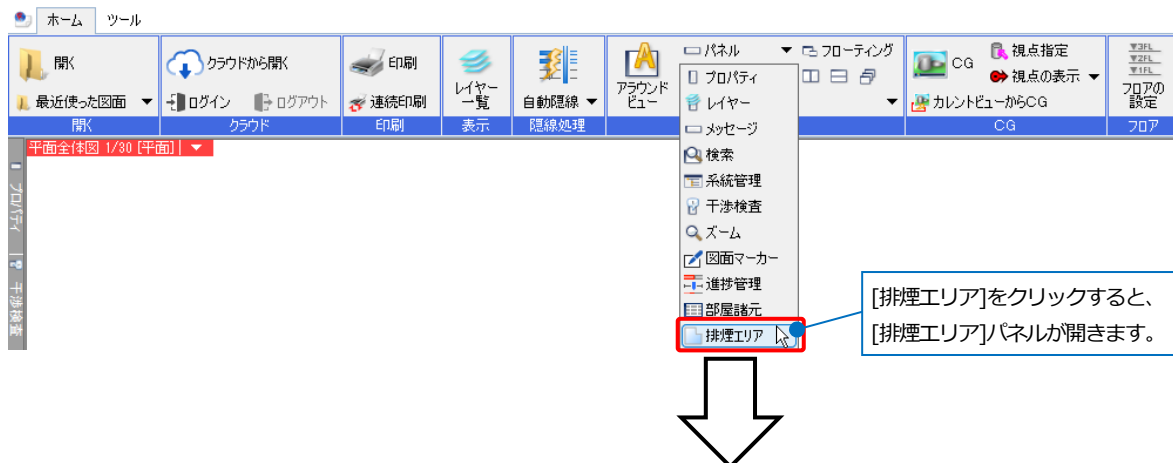 ホーム ツール
開く
最近使った図面
開く
クラウドから開く
ログイン ログアウト
クラウド
印刷
連続印刷
印刷
レイヤー
一覧
表示
自動隠線
隠線処理
アラウンド
ビュー
パネル
フローティング
プロパティ
レイヤー
メッセージ
検索
系統管理
干渉検査
ズーム
図面マーカー
進捗管理
部屋諸元
排煙エリア
CG
視点指定
視点の表示
カレントビューからCG
CG
▼3FL
▼2FL
▼1FL
フロアの
設定
フロア
平面全体図 1/30 [平面]
プロパティ
干渉検査
[排煙エリア]をクリックすると、
[排煙エリア]パネルが開きます。